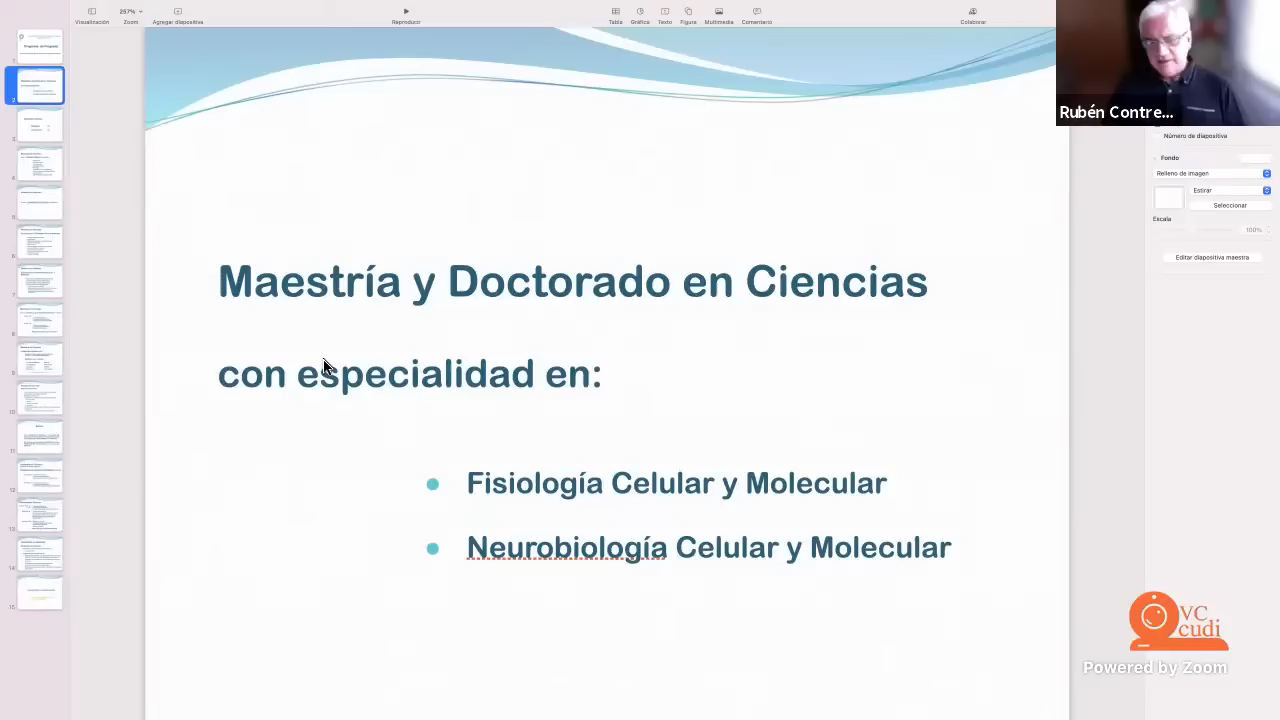 Visualización
257%
Zoom
Agregar diapositiva
Reproducir
Tabla
Gráfica
Texto
Figura
Multimedia
Comentario
Colaborar
Rubén Contre...
Número de diapositiva
Fondo
Relleno de imagen
Estirar
Seleccionar
Escala
100%
Editar diapositiva maestra
Maestría y Doctorado en Ciencias
con especialidad en:
Fisiología Celular y Molecular
Neurobiología Celular y Molecular
VC
cudi
Powered by Zoom